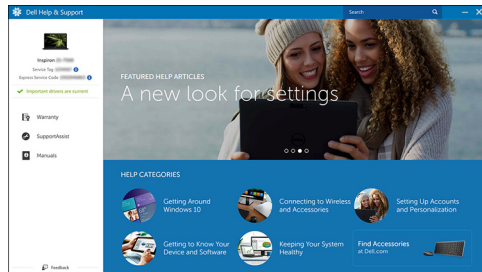 Dell Help & Support
Search
Inspiron
Service Tag
Express Service Code
Important drivers are current
Warranty
SupportAssist
Manuals
Feedback
FEATURED HELP ARTICLES
A new look for settings
HELP CATEGORIES
Getting Around
Windows 10
Connecting to Wireless
and Accessories
Setting Up Accounts
and Personalization
Getting to Know Your
Device and Software
Keeping Your System
Healthy
Find Accessories
at Dell.com